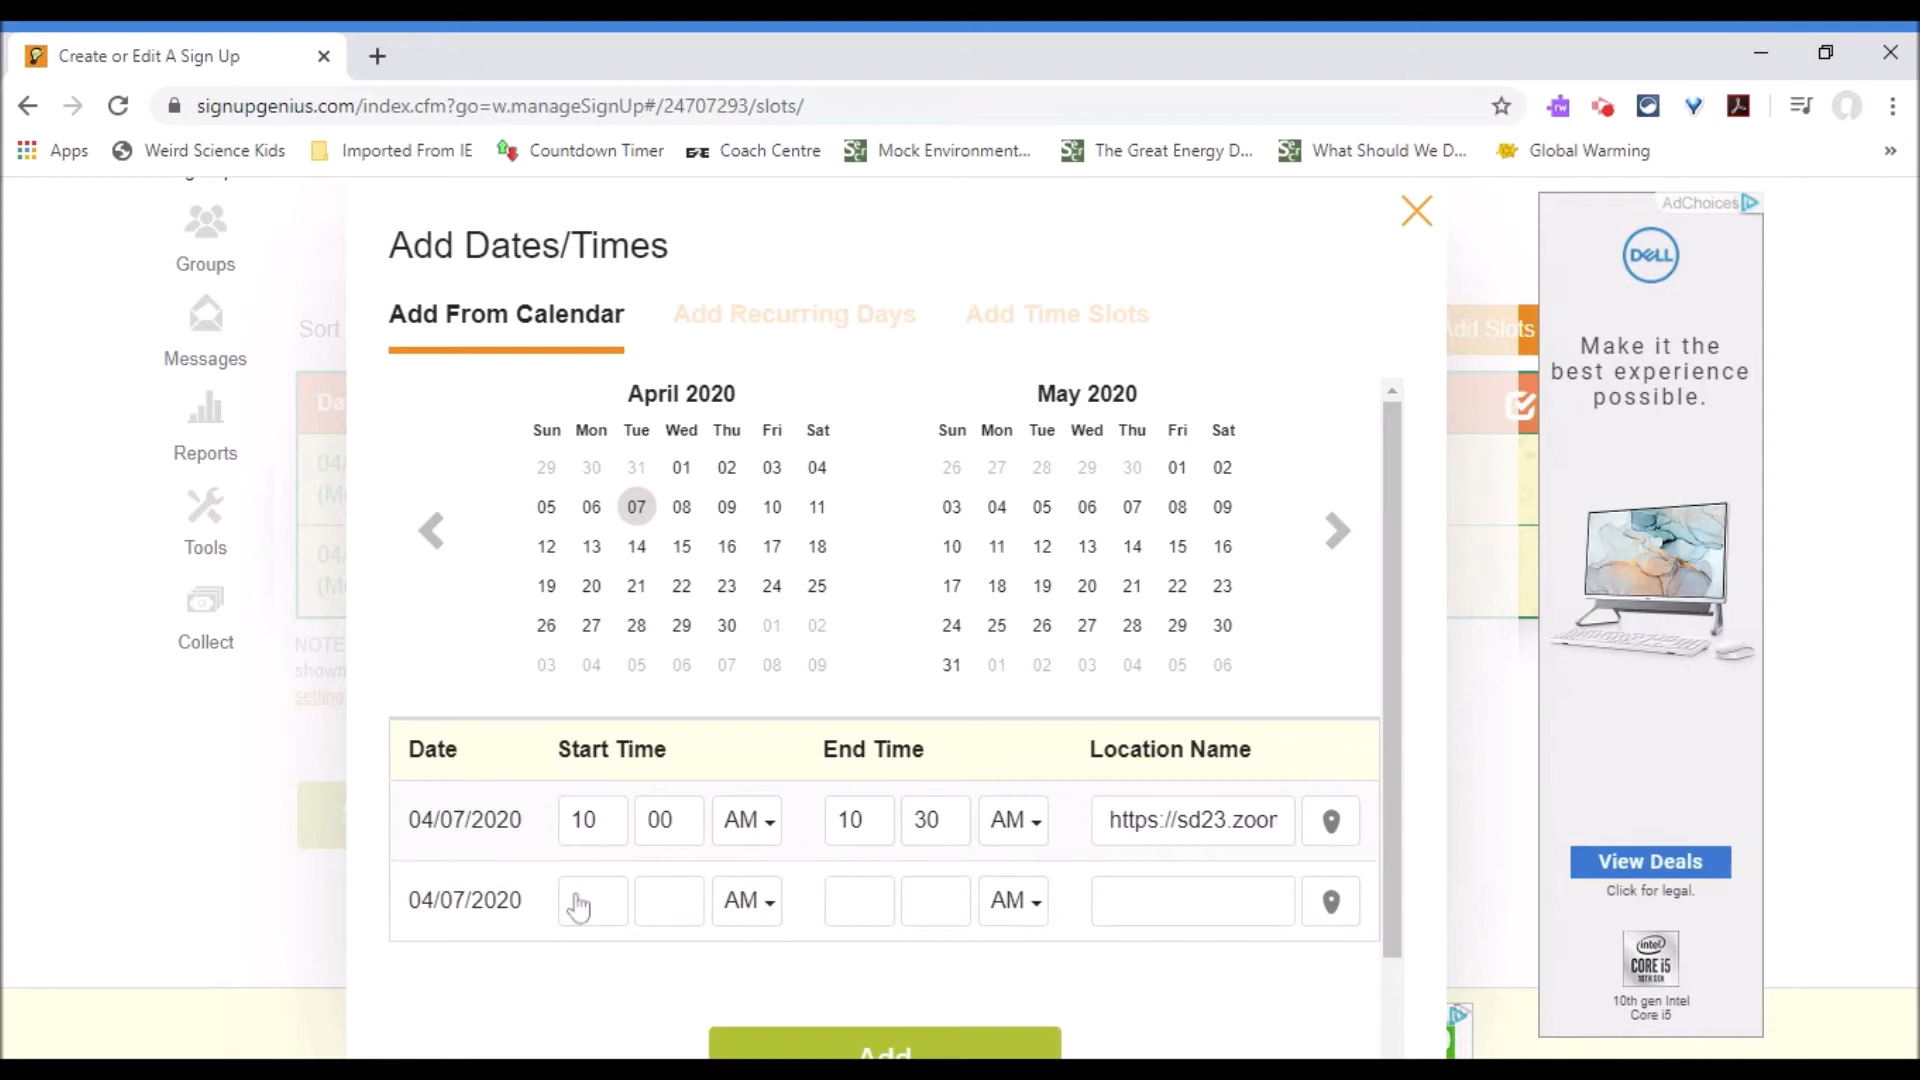 Create or Edit A Sign Up
signupgenius.com/index.cfm?go=w.manageSignUp#/24707293/slots/
Apps Weird Science Kids Imported From IE Countdown Timer Coach Centre Mock Environment... The Great Energy D... What Should We D... Global Warming »
Groups
Messages
Reports
Tools
Collect
Sort
Add Slots
NOTE
shown
setting
Add Dates/Times
Add From Calendar Add Recurring Days Add Time Slots
April 2020
Sun Mon Tue Wed Thu Fri Sat
29 30 31 01 02 03 04
05 06 07 08 09 10 11
12 13 14 15 16 17 18
19 20 21 22 23 24 25
26 27 28 29 30 01 02
03 04 05 06 07 08 09
May 2020
Sun Mon Tue Wed Thu Fri Sat
26 27 28 29 30 01 02
03 04 05 06 07 08 09
10 11 12 13 14 15 16
17 18 19 20 21 22 23
24 25 26 27 28 29 30
31 01 02 03 04 05 06
Date Start Time End Time Location Name
04/07/2020 10 00 AM 10 30 AM https://sd23.zoor
04/07/2020 AM AM
Add
AdChoices
DELL
Make it the
best experience
possible.
View Deals
Click for legal.
intel
CORE i5
10TH GEN
10th gen Intel
Core i5